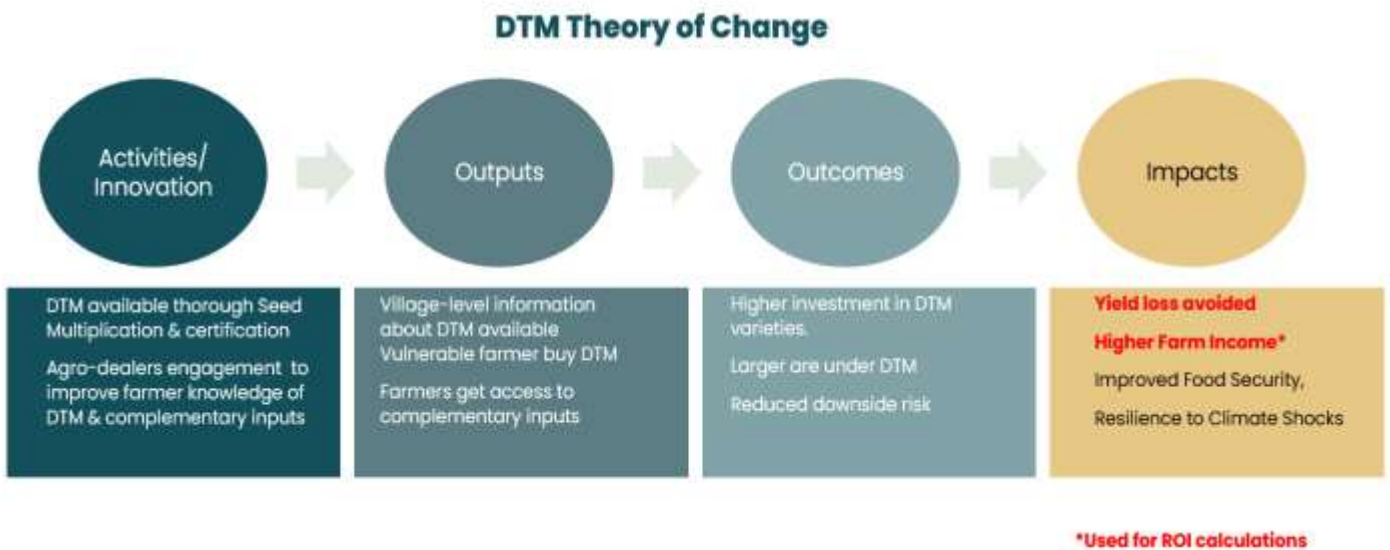 DTM Theory of Change
Activities/
Innovation
Outputs
Outcomes
Impacts
DTM available thorough Seed
Multiplication & certification
Agro-dealers engagement to
improve farmer knowledge of
DTM & complementary inputs
Village-level information
about DTM available
Vulnerable farmer buy DTM
Farmers get access to
complementary inputs
Higher investment in DTM
varieties.
Larger are under DTM
Reduced downside risk
Yield loss avoided
Higher Farm Income*
Improved Food Security,
Resilience to Climate Shocks
*Used for ROI calculations